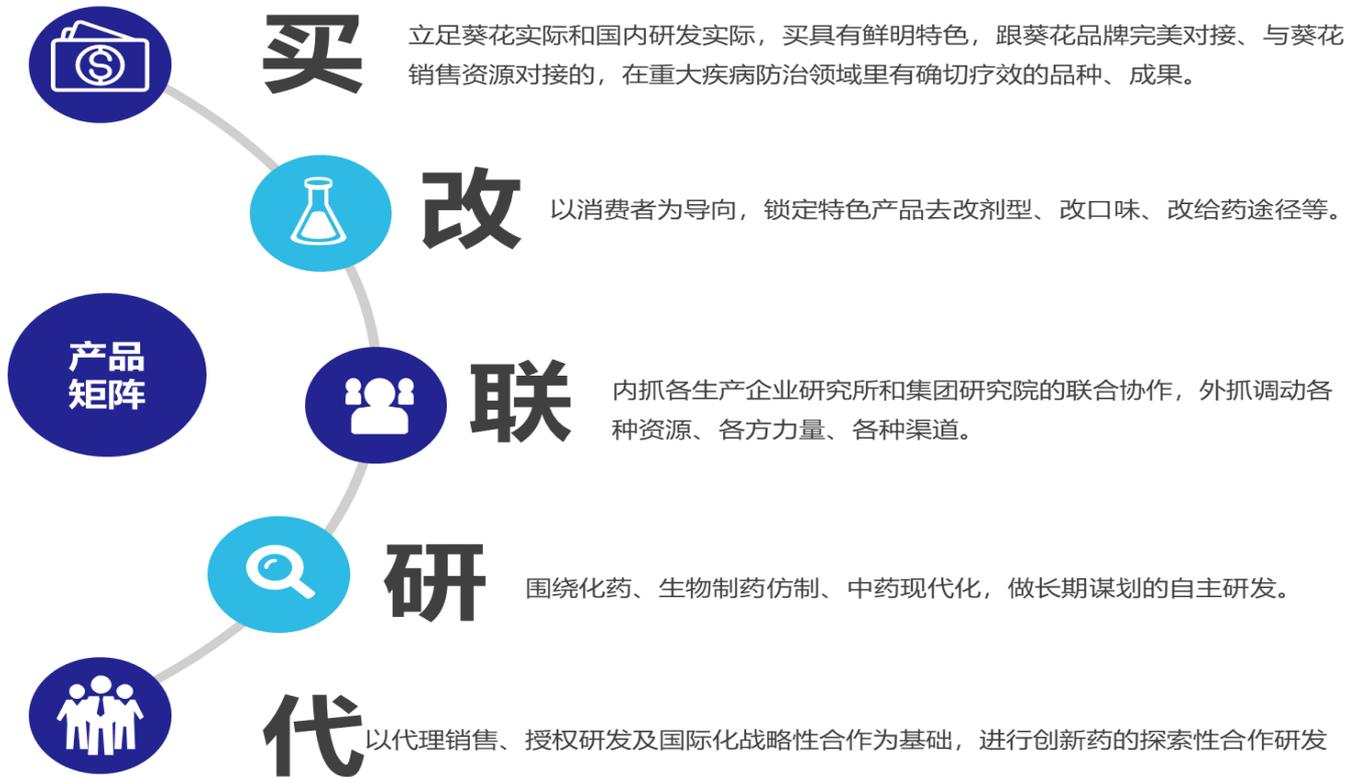 买
立足葵花实际和国内研发实际，买具有鲜明特色，跟葵花品牌完美对接、与葵花
销售资源对接的，在重大疾病防治领域里有确切疗效的品种、成果。
改
以消费者为导向，锁定特色产品去改剂型、改口味、改给药途径等。
产品
矩阵
联
内抓各生产企业研究所和集团研究院的联合协作，外抓调动各
种资源、各方力量、各种渠道。
研
围绕化药、生物制药仿制、中药现代化，做长期谋划的自主研发。
代
以代理销售、授权研发及国际化战略性合作为基础，进行创新药的探索性合作研发